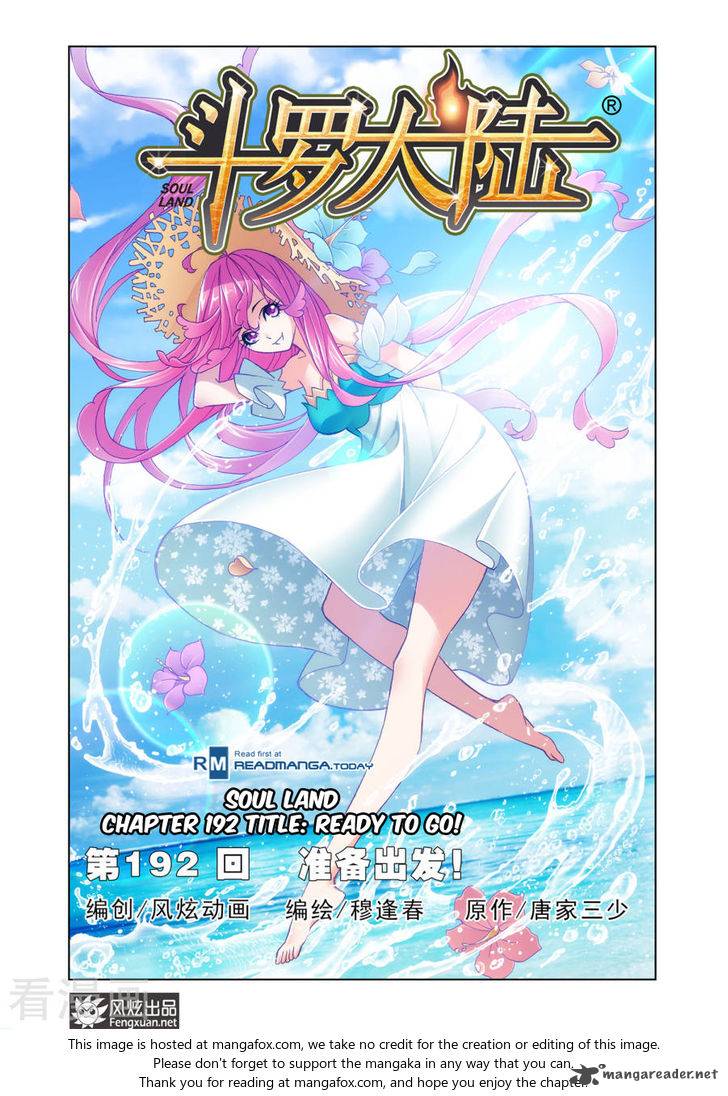 斗罗大陆®
SOUL
LAND
Read first at
RM READMANGA.TODAY
SOUL LAND
CHAPTER 192 TITLE: READY TO GO!
第192回 准备出发!
编创/风炫动画 编绘/穆逢春 原作/唐家三少
看漫画
风炫出品
Fengxuan.net
This image is hosted at mangafox.com, we take no credit for the creation or editing of this image.
Please don't forget to support the mangaka in any way that you can.
Thank you for reading at mangafox.com, and hope you enjoy the chapter.
mangareader.net